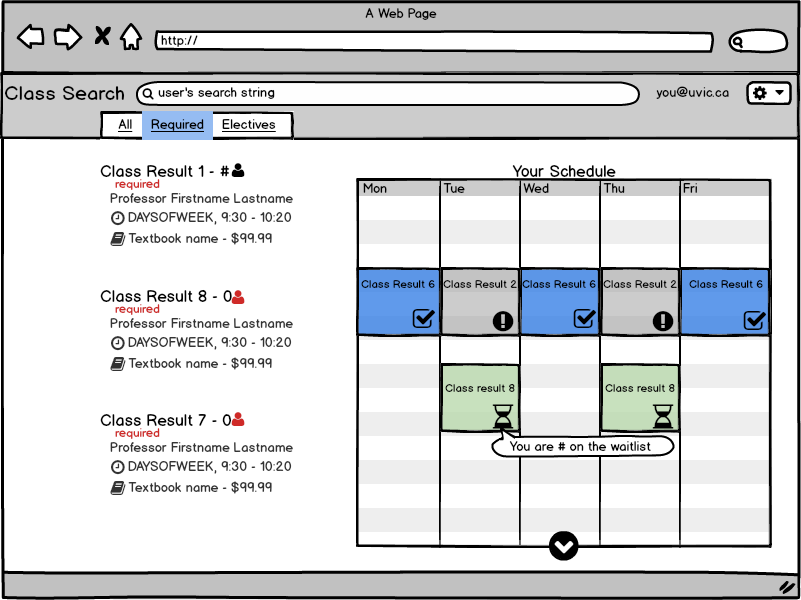 A Web Page
http://
Class Search
user's search string
you@uvic.ca
All Required Electives
Class Result 1 - #
required
Professor Firstname Lastname
DAYSOFWEEK, 9:30 - 10:20
Textbook name - $99.99
Class Result 8 - 0
required
Professor Firstname Lastname
DAYSOFWEEK, 9:30 - 10:20
Textbook name - $99.99
Class Result 7 - 0
required
Professor Firstname Lastname
DAYSOFWEEK, 9:30 - 10:20
Textbook name - $99.99
Your Schedule
Mon Tue Wed Thu Fri
Class Result 6 Class Result 2 Class Result 6 Class Result 2 Class Result 6
Class result 8 Class result 8
You are # on the waitlist